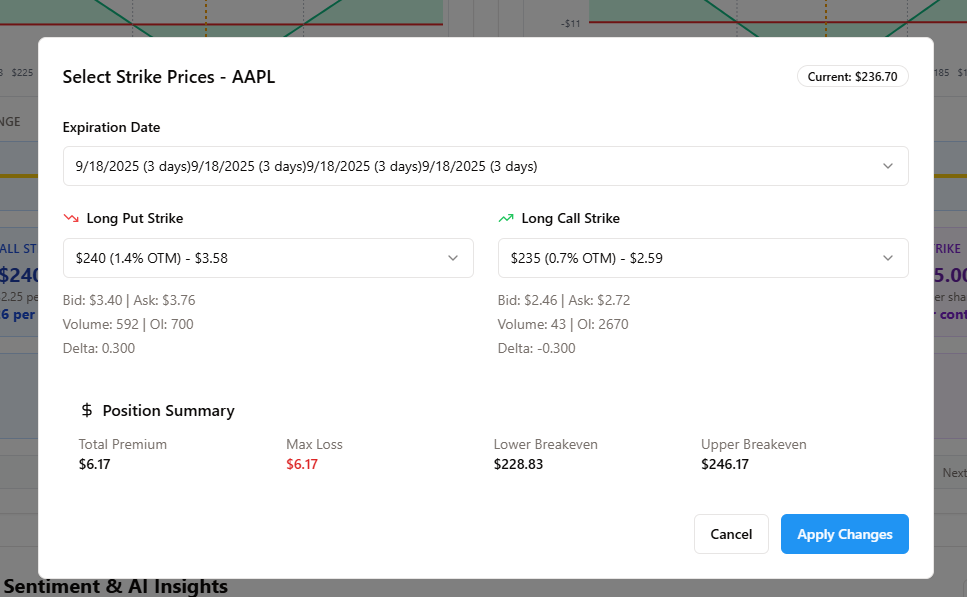 -$11
$225
185
NGE
Select Strike Prices - AAPL
Current: $236.70
Expiration Date
9/18/2025 (3 days)9/18/2025 (3 days)9/18/2025 (3 days)9/18/2025 (3 days)
Long Put Strike
Long Call Strike
$240 (1.4% OTM) - $3.58
$235 (0.7% OTM) - $2.59
Bid: $3.40 | Ask: $3.76
Bid: $2.46 | Ask: $2.72
Volume: 592 | OI: 700
Volume: 43 | OI: 2670
Delta: 0.300
Delta: -0.300
ALL ST
RIKE
$240
5.00
2.25 pe
er sha
6 per
cont
Position Summary
Total Premium
Max Loss
Lower Breakeven
Upper Breakeven
$6.17
$6.17
$228.83
$246.17
Next
Cancel
Apply Changes
Sentiment & AI Insights